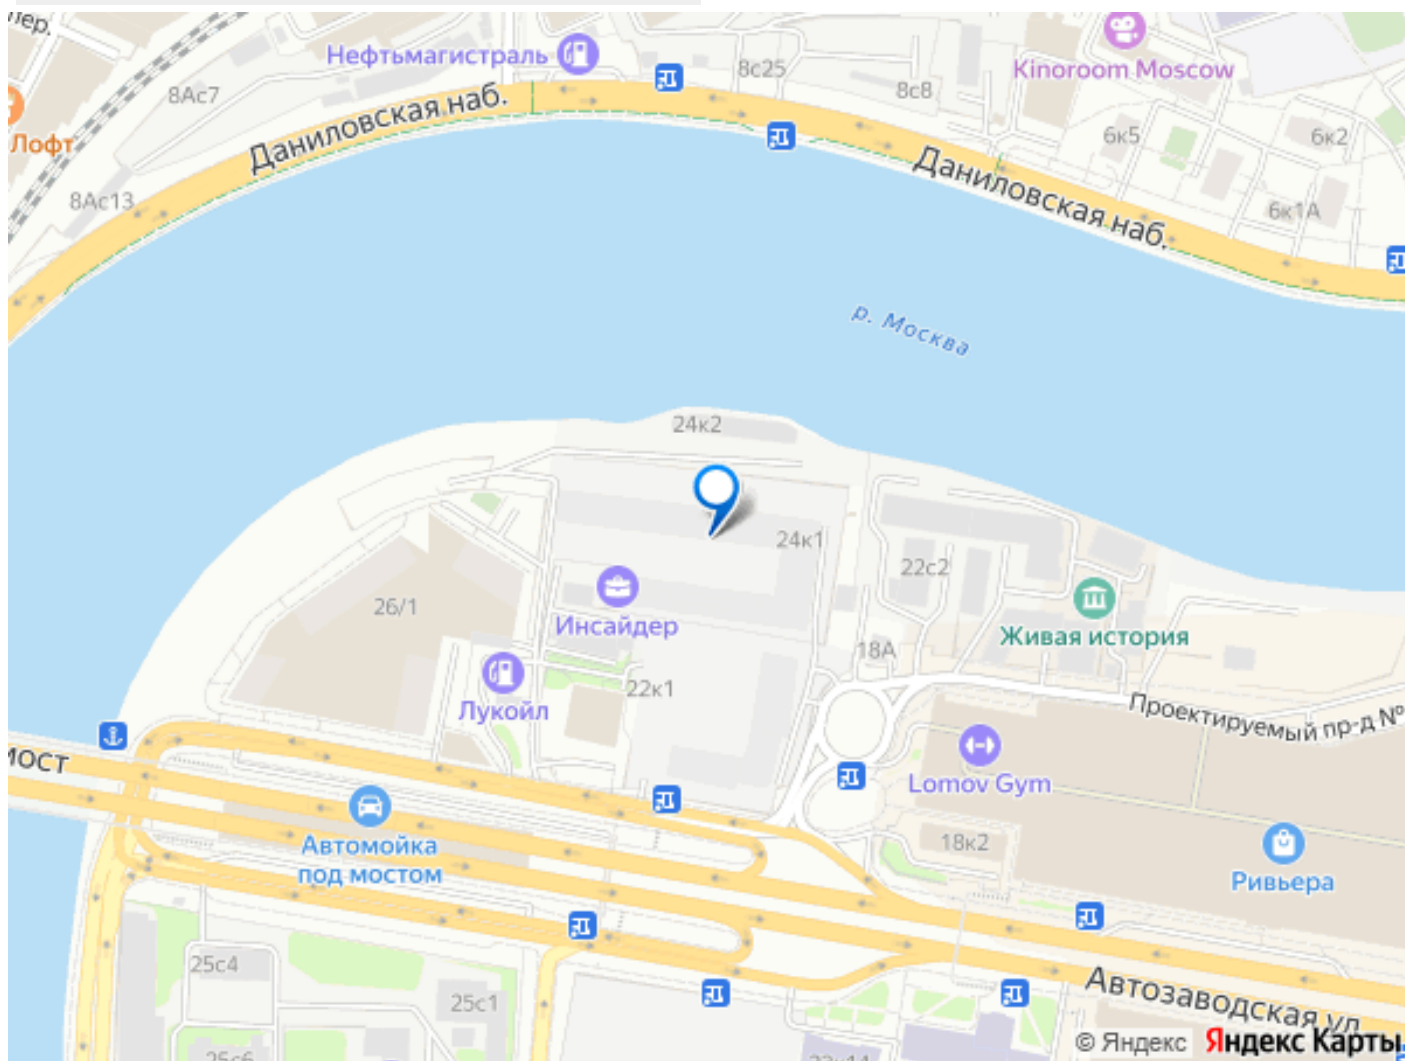 пер.
Нефтьмагистраль
8с25
Kinoroom Moscow
8Ас7
8с8
Лофт
Даниловская наб.
6к5
6к2
Даниловская наб.
8Ас13
6к1А
р. Москва
24к2
24к1
22с2
26/1
Инсайдер
Живая история
18А
22к1
Лукойл
Проектируемый пр-д №
мост
Lomov Gym
Автомойка
под мостом
18к2
Ривьера
25с4
25с1
Автозаводская ул.
25с6
© Яндекс Яндекс Карты